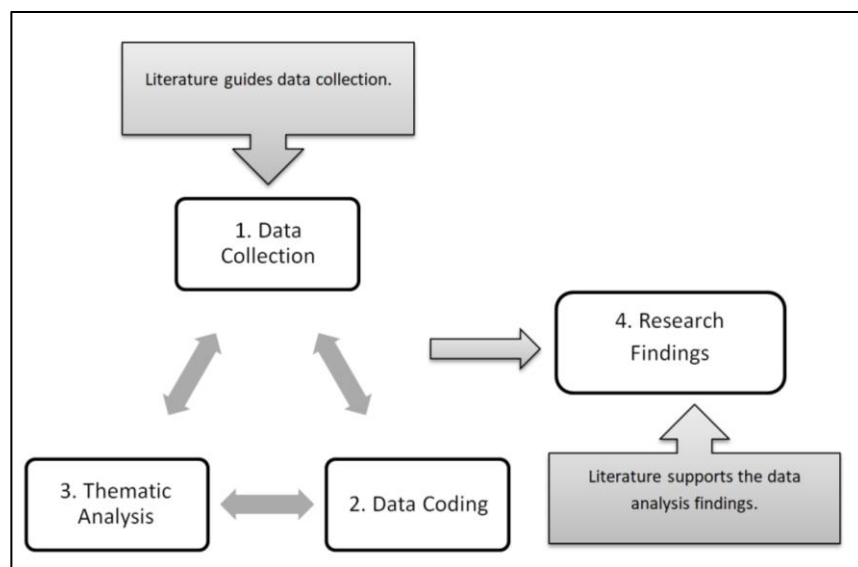 Literature guides data collection.
1. Data
Collection
4. Research
Findings
3. Thematic
Analysis
2. Data Coding
Literature supports the data
analysis findings.